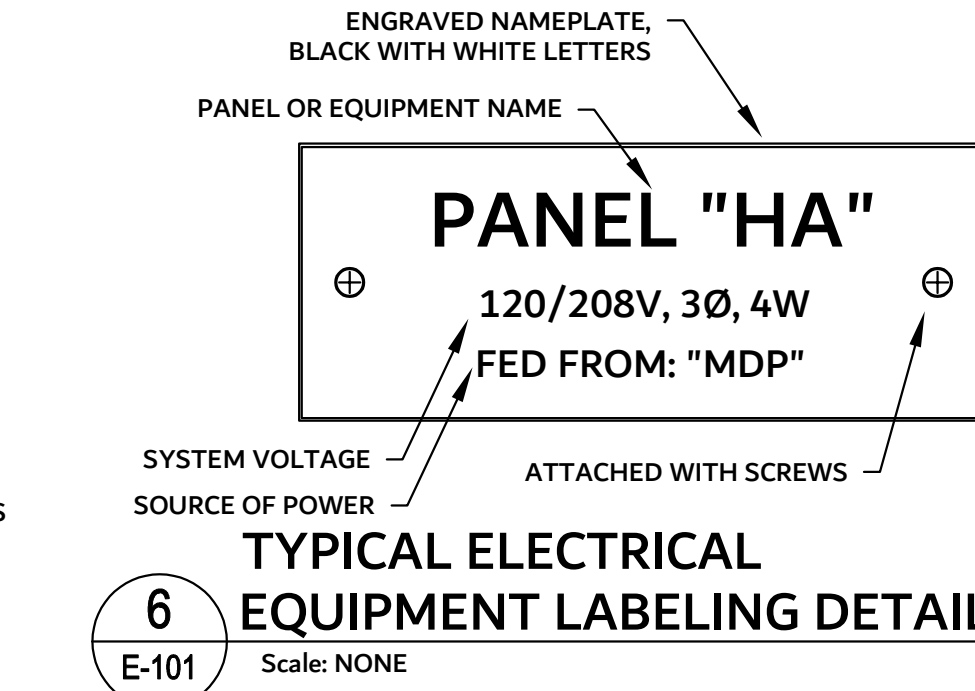 ENGRAVED NAMEPLATE,
BLACK WITH WHITE LETTERS
PANEL OR EQUIPMENT NAME
PANEL "HA"
120/208V, 3Ø, 4W
FED FROM: "MDP"
SYSTEM VOLTAGE
ATTACHED WITH SCREWS
SOURCE OF POWER
S
TYPICAL ELECTRICAL
EQUIPMENT LABELING DETAIL
6
E-101
Scale: NONE